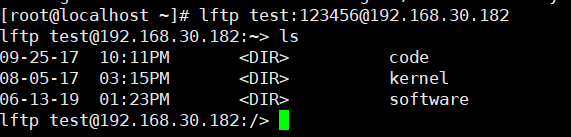 [root@localhost ~]# lftp test:123456@192.168.30.182
lftp test@192.168.30.182:~> ls
09-25-17  10:11PM       <DIR>          code
08-05-17  03:15PM       <DIR>          kernel
06-13-19  01:23PM       <DIR>          software
lftp test@192.168.30.182:/>